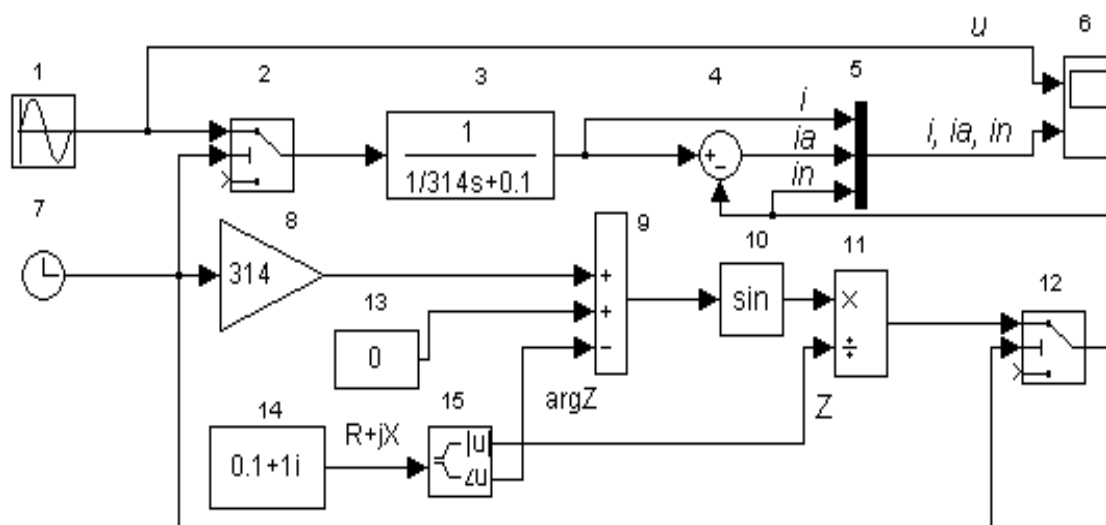 u
6
1
2
3
4
5
i
ia
in
i, ia, in
1
1/314s+0.1
+
−
7
8
9
10
11
12
314
+
+
−
sin
×
÷
13
0
argZ
Z
14
15
R+jX
0.1+1i
|u|
∠u